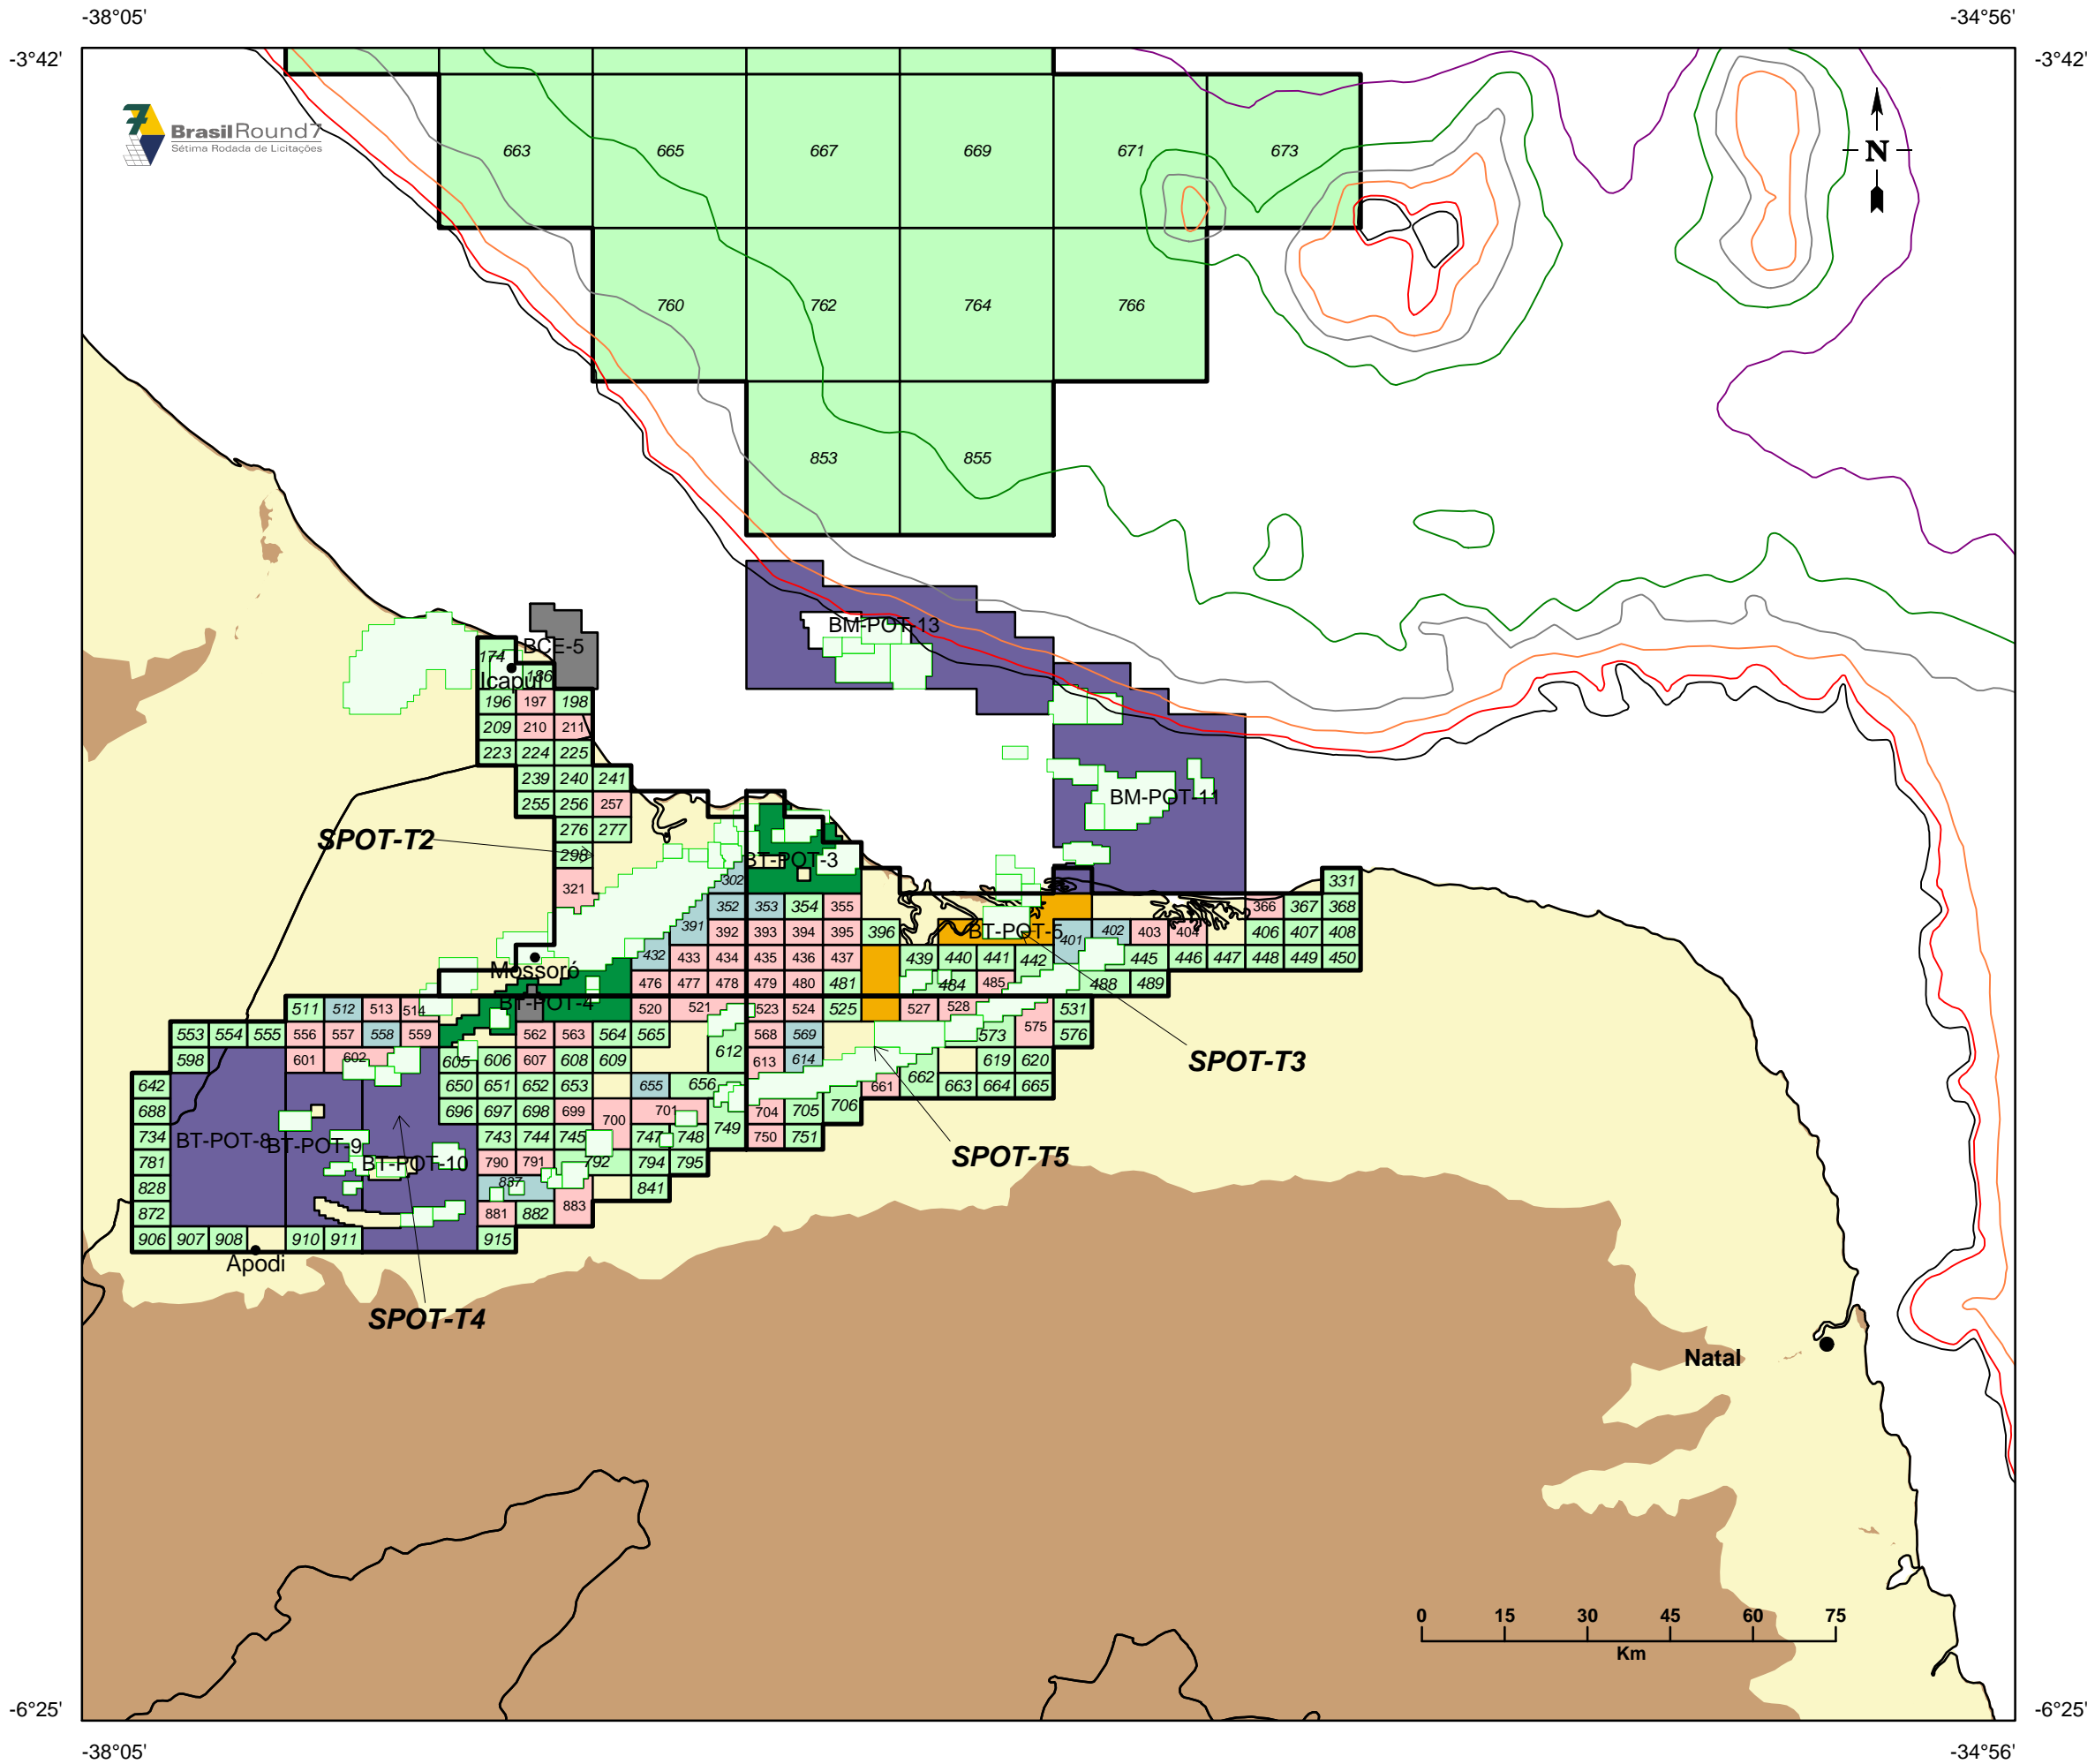 -38°05' -34°56'
-3°42' -3°42'
7
BrasilRound7
Sétima Rodada de Licitações
N
663 665 667 669 671 673
760 762 764 766
853 855
BM-POT-13
BCE-5
174
186
Icapuí
196 197 198
209 210 211
223 224 225
239 240 241
255 256 257
BM-POT-11
276 277
SPOT-T2
298
BT-POT-3
302
321
331
352 353 354 355 366 367 368
391 392 393 394 395 396 BT-POT-5 401 402 403 404 406 407 408
432 433 434 435 436 437 439 440 441 442 445 446 447 448 449 450
Mossoró
476 477 478 479 480 481 484 485 488 489
BT-POT-4
511 512 513 514 520 521 523 524 525 527 528 531
553 554 555 556 557 558 559 562 563 564 565 568 569 573 575 576
598 601 602 605 606 607 608 609 612 613 614 619 620
SPOT-T3
642 650 651 652 653 655 656 661 662 663 664 665
688 696 697 698 699 700 701 704 705 706
734 BT-POT-8 BT-POT-9 743 744 745 747 748 749 750 751
SPOT-T5
781 BT-POT-10 790 791 792 794 795
828 837 841
872 881 882 883
906 907 908 910 911 915
Apodi
SPOT-T4
Natal
0 15 30 45 60 75
Km
-6°25' -6°25'
-38°05' -34°56'